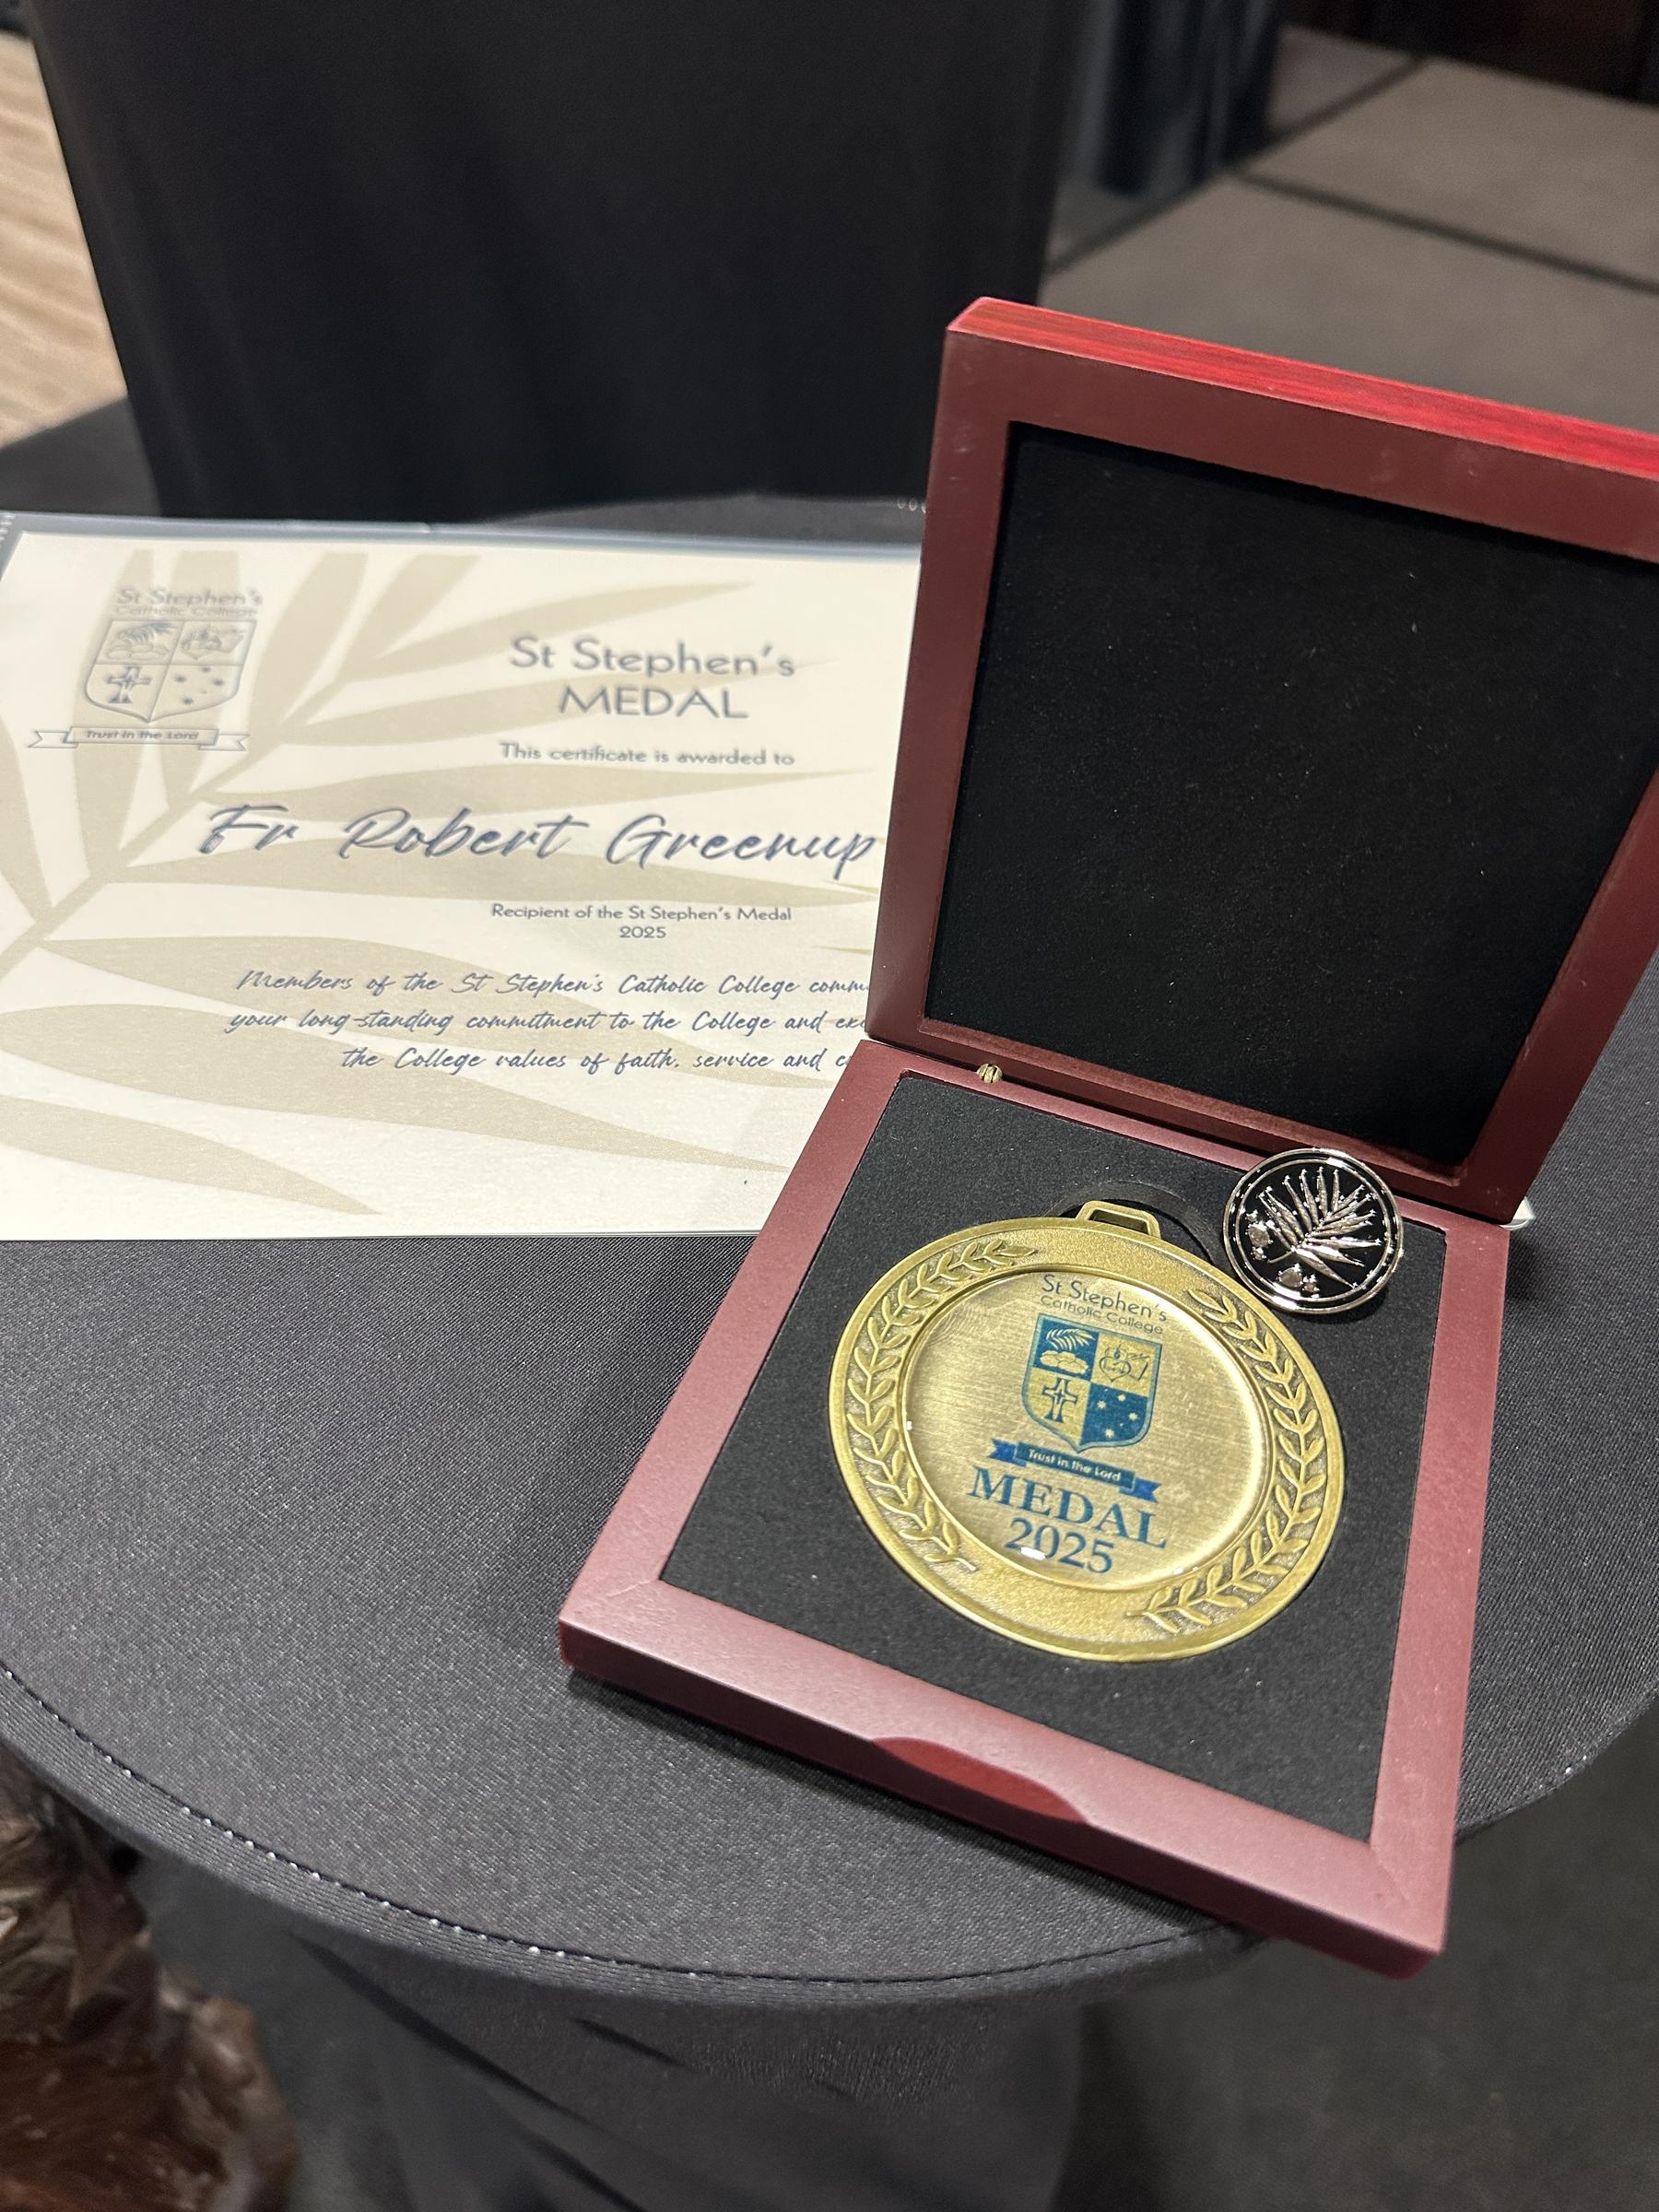 St Stephen's
Catholic College
Trust in the Lord
St Stephen's
MEDAL
This certificate is awarded to
Fr Robert Greenup
Recipient of the St Stephen's Medal
2025
Members of the St Stephen's Catholic College
your long-standing commitment to the College and
the College values of faith, service and
St Stephen's
Catholic College
Trust in the Lord
MEDAL
2025